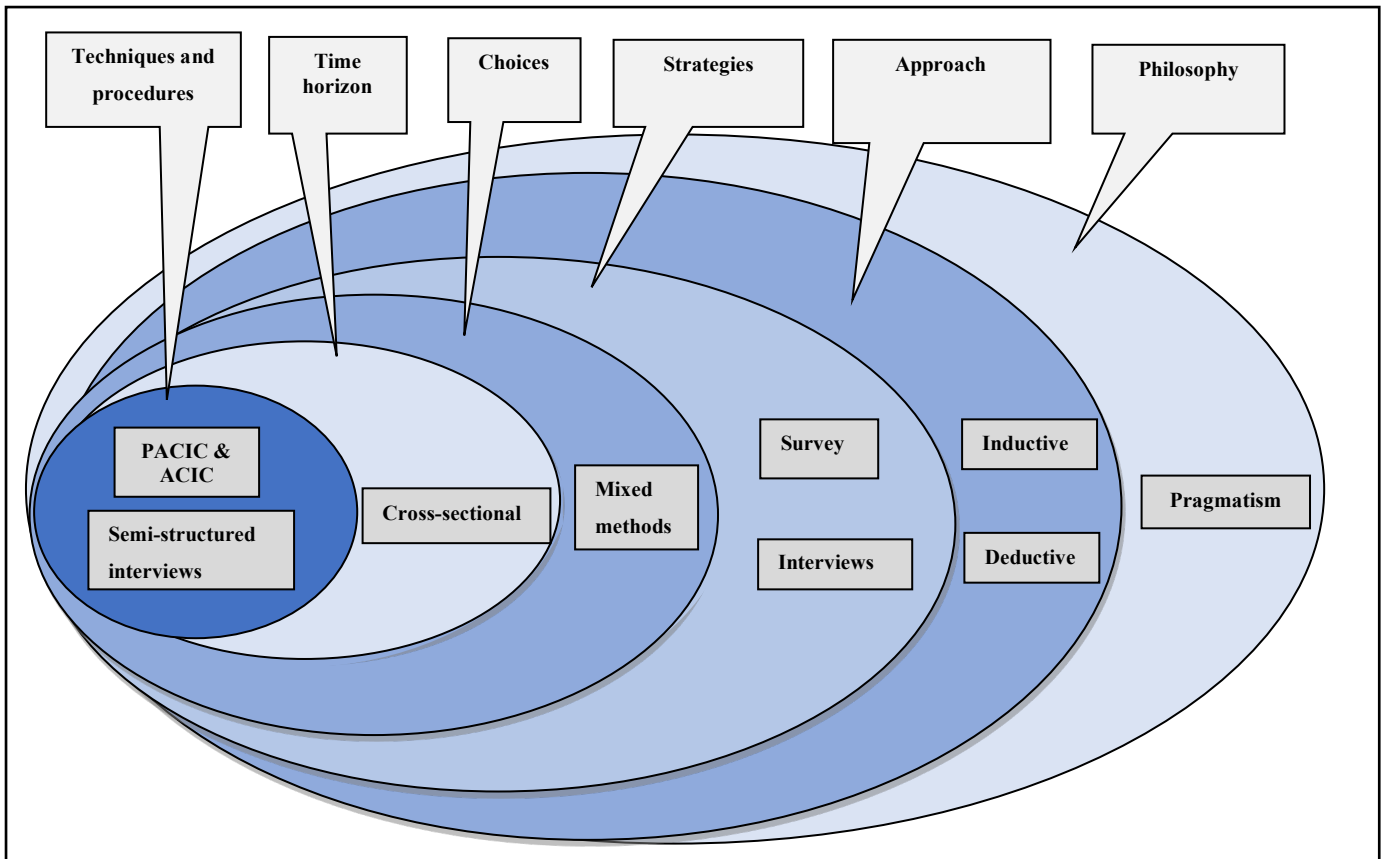 Techniques and
procedures
Time
horizon
Choices
Strategies
Approach
Philosophy
PACIC &
ACIC
Semi-structured
interviews
Cross-sectional
Mixed
methods
Survey
Interviews
Inductive
Deductive
Pragmatism